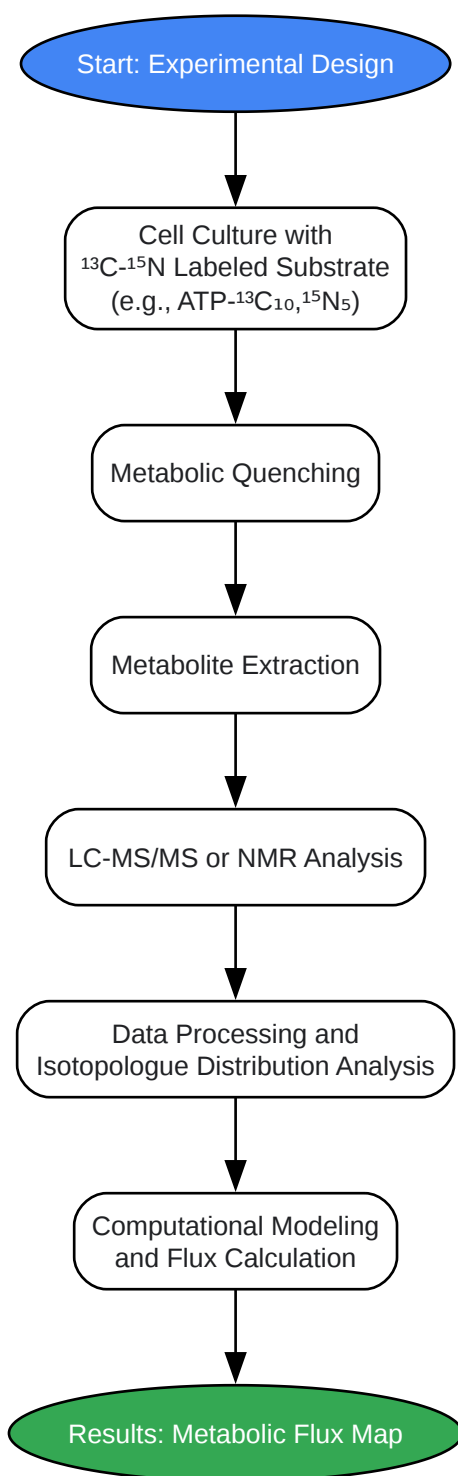 Start: Experimental Design
Cell Culture with
¹³C-¹⁵N Labeled Substrate
(e.g., ATP-¹³C₁₀,¹⁵N₅)
Metabolic Quenching
Metabolite Extraction
LC-MS/MS or NMR Analysis
Data Processing and
Isotopologue Distribution Analysis
Computational Modeling
and Flux Calculation
Results: Metabolic Flux Map